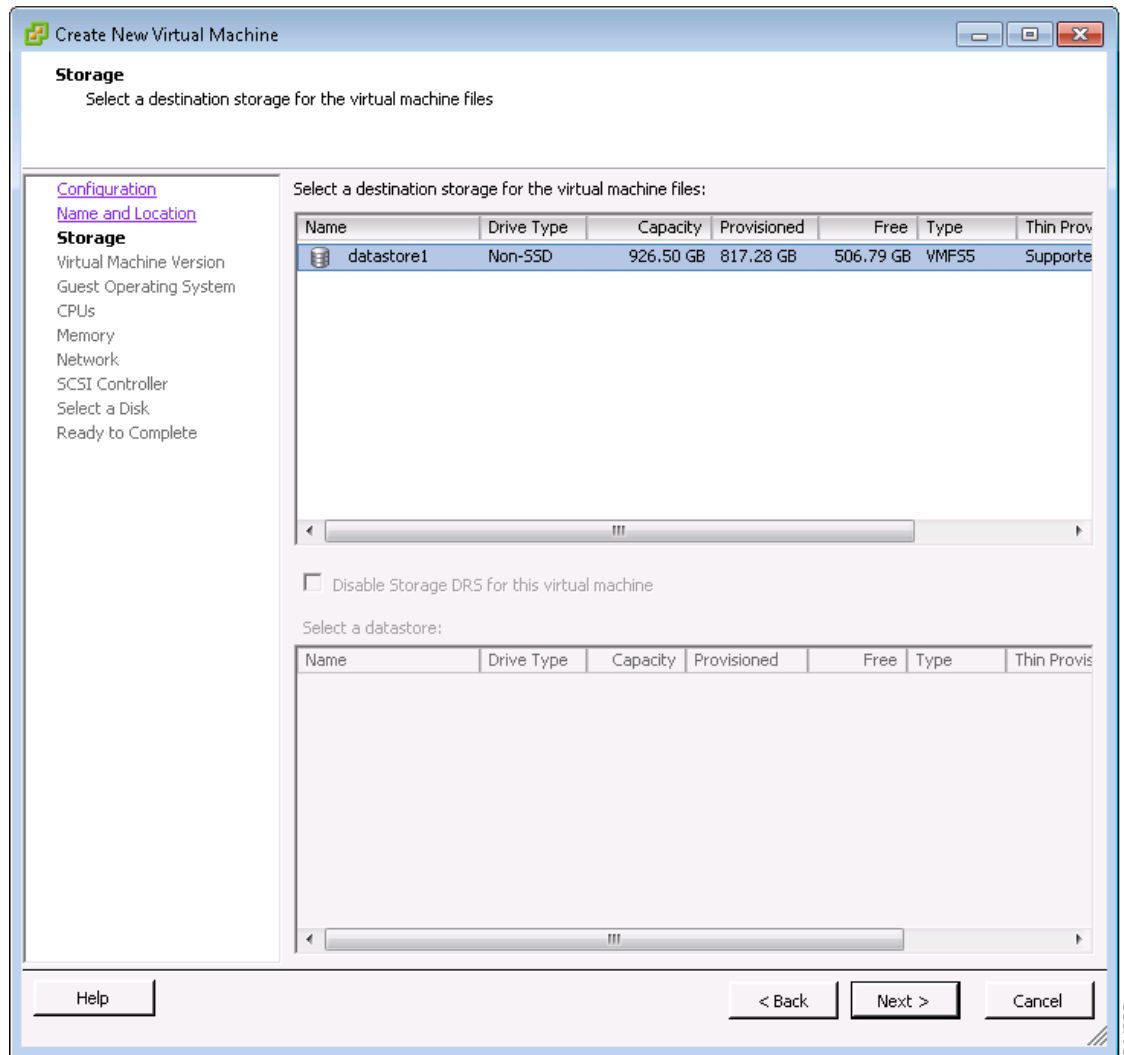 Create New Virtual Machine
Storage
Select a destination storage for the virtual machine files
Configuration
Name and Location
Storage
Virtual Machine Version
Guest Operating System
CPUs
Memory
Network
SCSI Controller
Select a Disk
Ready to Complete
Select a destination storage for the virtual machine files:
Name Drive Type Capacity Provisioned Free Type Thin Prov
datastore1 Non-SSD 926.50 GB 817.28 GB 506.79 GB VMFS5 Supporte
Disable Storage DRS for this virtual machine
Select a datastore:
Name Drive Type Capacity Provisioned Free Type Thin Provis
Help < Back Next > Cancel